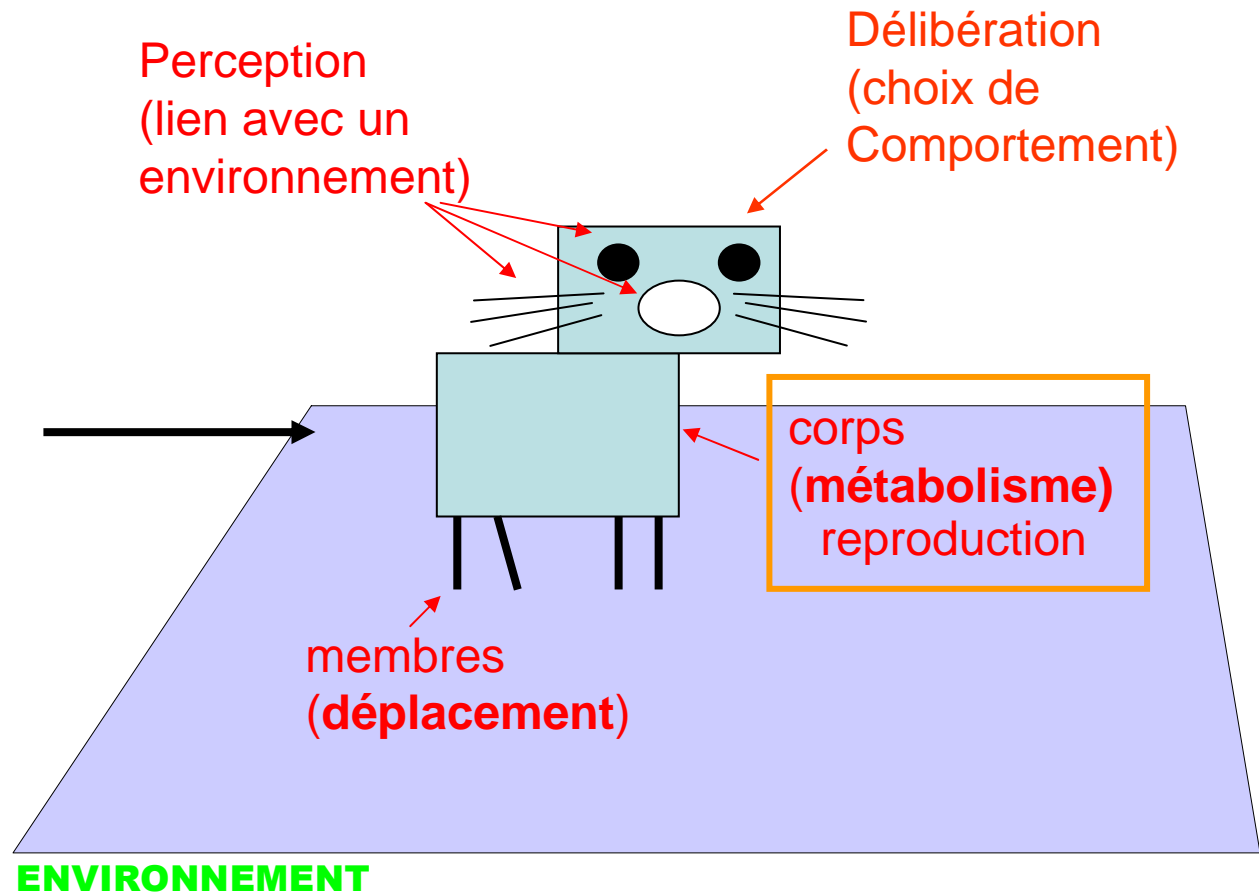 Perception
(lien avec un
environnement)
Délibération
(choix de
Comportement)
corps
(métabolisme)
reproduction
membres
(déplacement)
ENVIRONNEMENT